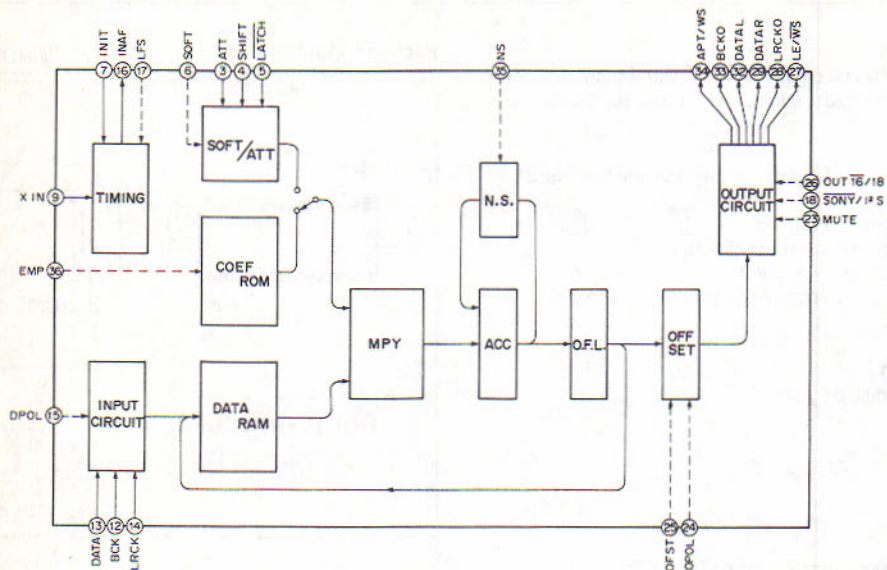 INIT
INAF
LFS
SOFT
ATT
SHIFT
LATCH
NS
APT/WS
BCKO
DATAL
DATAR
LRCKO
LE/WS
7
16
17
6
3
4
5
34
33
32
29
28
27
SOFT/ATT
TIMING
N.S.
OUTPUT
CIRCUIT
26 OUT 16/18
18 SONY/I²S
23 MUTE
X IN 9
EMP 36
COEF
ROM
MPY
ACC
O.F.L.
OFF
SET
DPOL 15
INPUT
CIRCUIT
DATA
RAM
13
12
14
25
24
DATA
BCK
LRCK
OFST
OPOL